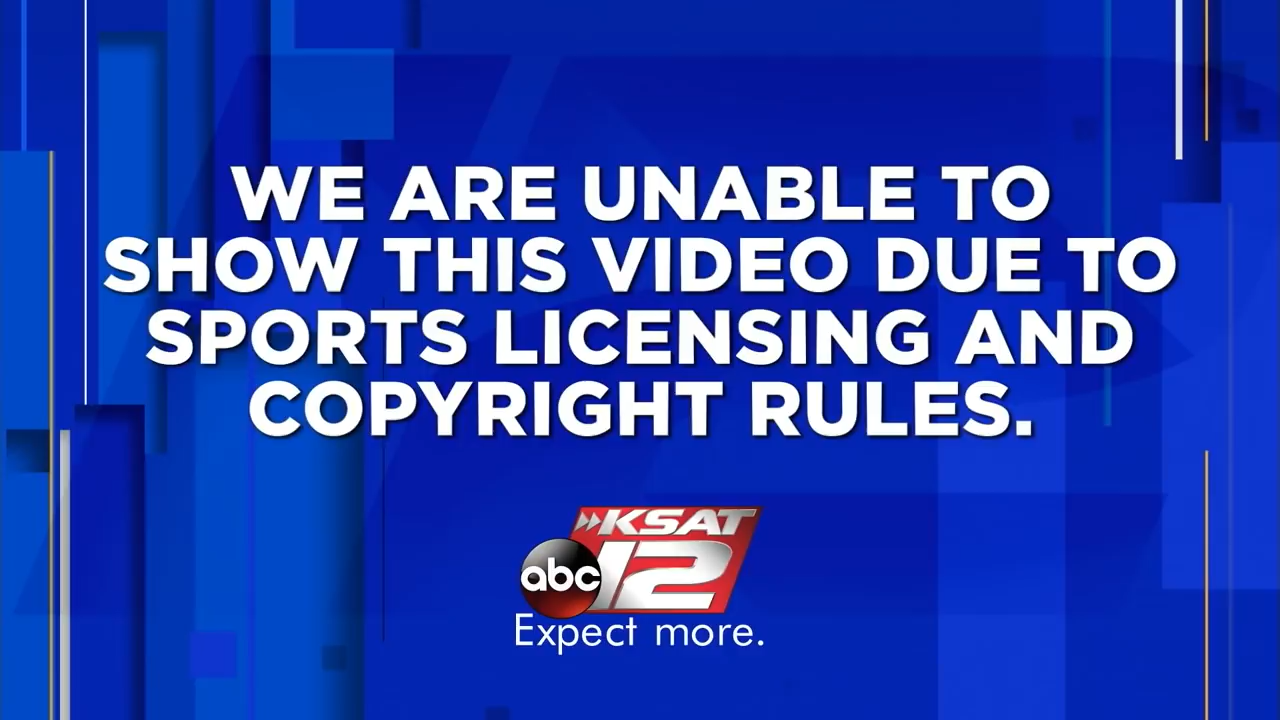 WE ARE UNABLE TO
SHOW THIS VIDEO DUE TO
SPORTS LICENSING AND
COPYRIGHT RULES.
KSAT
abc 12
Expect more.